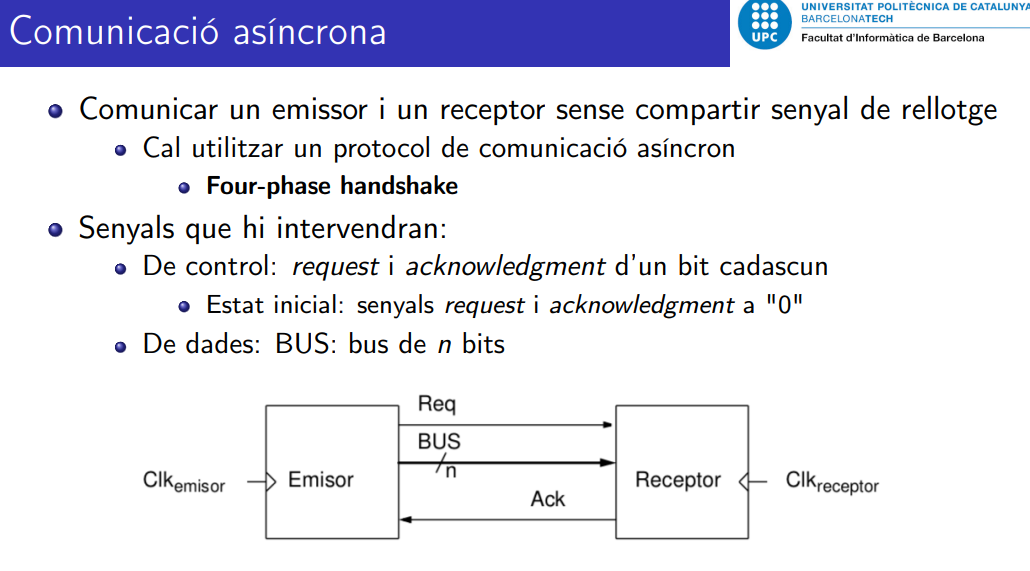 Comunicació asíncrona
UNIVERSITAT POLITÈCNICA DE CATALUNYA
BARCELONATECH
Facultat d'Informàtica de Barcelona
UPC
Comunicar un emissor i un receptor sense compartir senyal de rellotge
Cal utilitzar un protocol de comunicació asíncron
Four-phase handshake
Senyals que hi intervendran:
De control: request i acknowledgment d'un bit cadascun
Estat inicial: senyals request i acknowledgment a "0"
De dades: BUS: bus de n bits
Req
BUS
n
Clkemisor
Emisor
Receptor
Clkreceptor
Ack